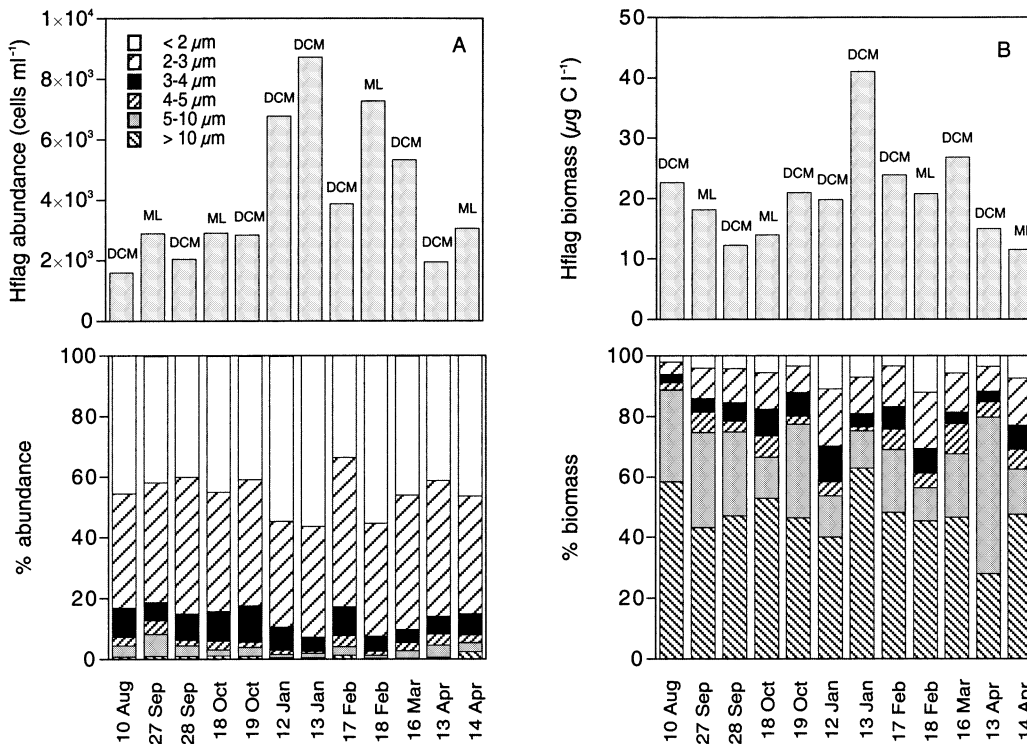 Hflag abundance (cells ml⁻¹)
1×10⁴
8×10³
6×10³
4×10³
2×10³
0
A
< 2 µm
2-3 µm
3-4 µm
4-5 µm
5-10 µm
> 10 µm
DCM
ML
DCM
ML
DCM
DCM
DCM
DCM
ML
DCM
DCM
ML
Hflag biomass (µg C l⁻¹)
50
40
30
20
10
0
B
DCM
ML
DCM
ML
DCM
DCM
DCM
DCM
ML
DCM
DCM
ML
% abundance
100
80
60
40
20
0
10 Aug
27 Sep
28 Sep
18 Oct
19 Oct
12 Jan
13 Jan
17 Feb
18 Feb
16 Mar
13 Apr
14 Apr
% biomass
100
80
60
40
20
0
10 Aug
27 Sep
28 Sep
18 Oct
19 Oct
12 Jan
13 Jan
17 Feb
18 Feb
16 Mar
13 Apr
14 Apr